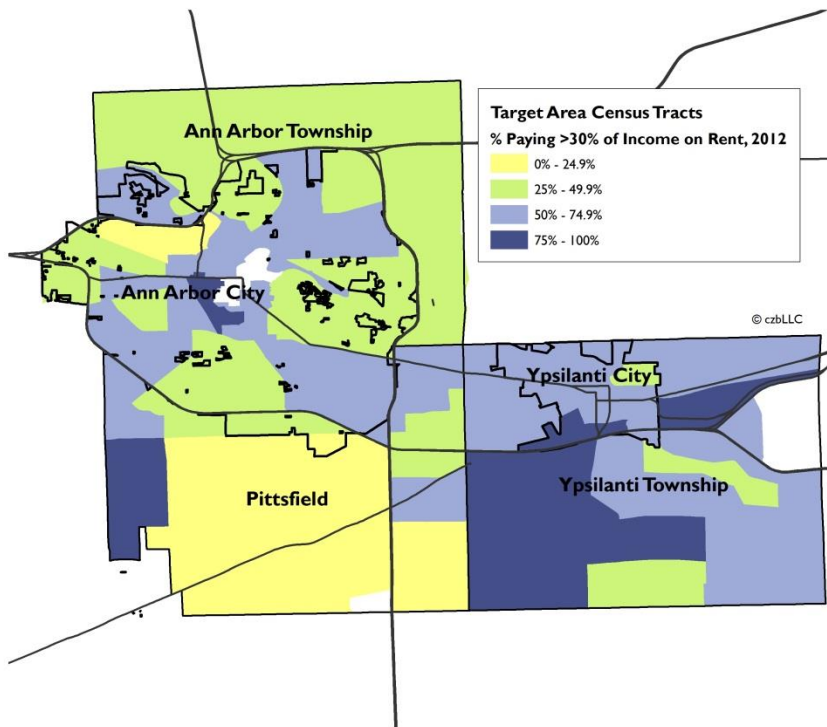 Ann Arbor Township
Target Area Census Tracts
% Paying >30% of Income on Rent, 2012
0% - 24.9%
25% - 49.9%
50% - 74.9%
75% - 100%
Ann Arbor City
© czbLLC
Ypsilanti City
Pittsfield
Ypsilanti Township